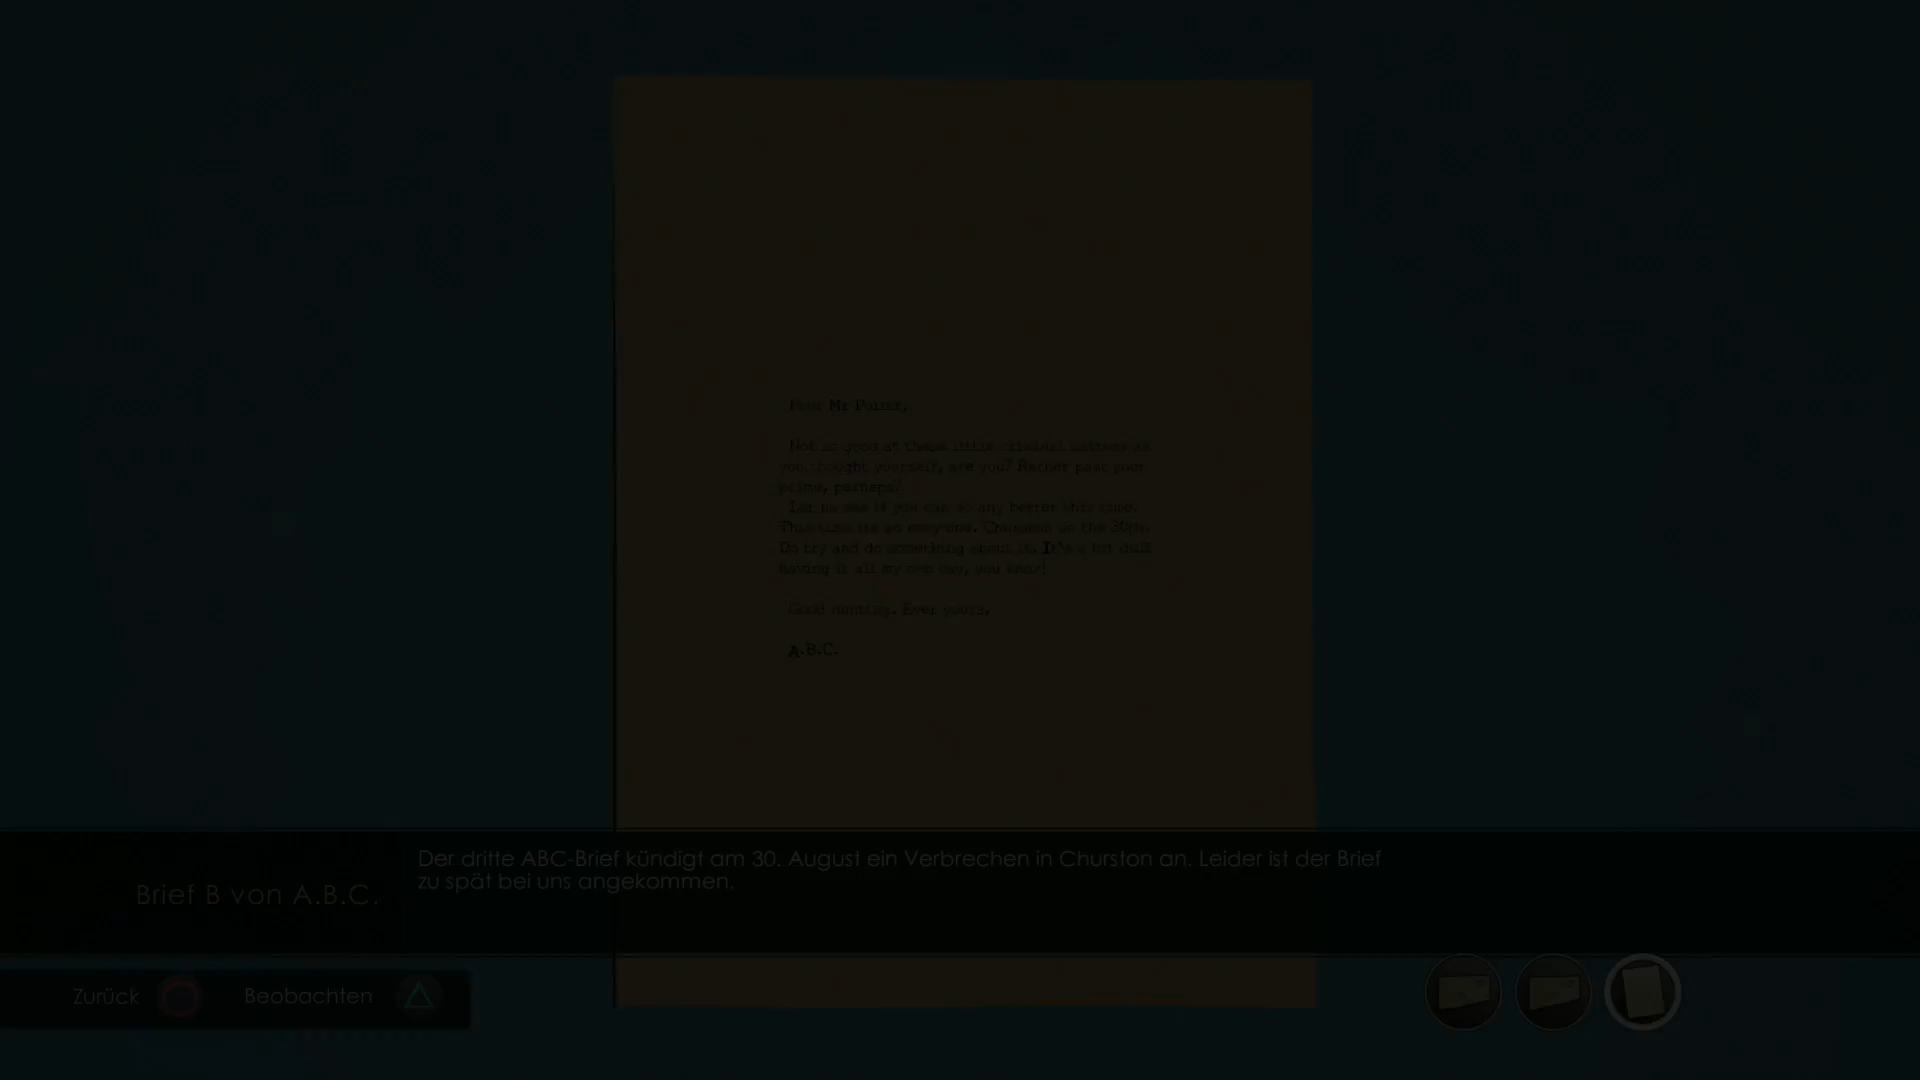 Dear Mr Poirot,
Not so good at these little criminal matters as
you thought yourself, are you? Rather past your
prime, perhaps?
Let us see if you can do any better this time.
This time it's an easy one. Churston on the 30th.
Do try and do something about it. It's a bit dull
having it all my own way, you know!
Good hunting. Ever yours,
A.B.C.
Der dritte ABC-Brief kündigt am 30. August ein Verbrechen in Churston an. Leider ist der Brief
zu spät bei uns angekommen.
Brief B von A.B.C.
Zurück
Beobachten